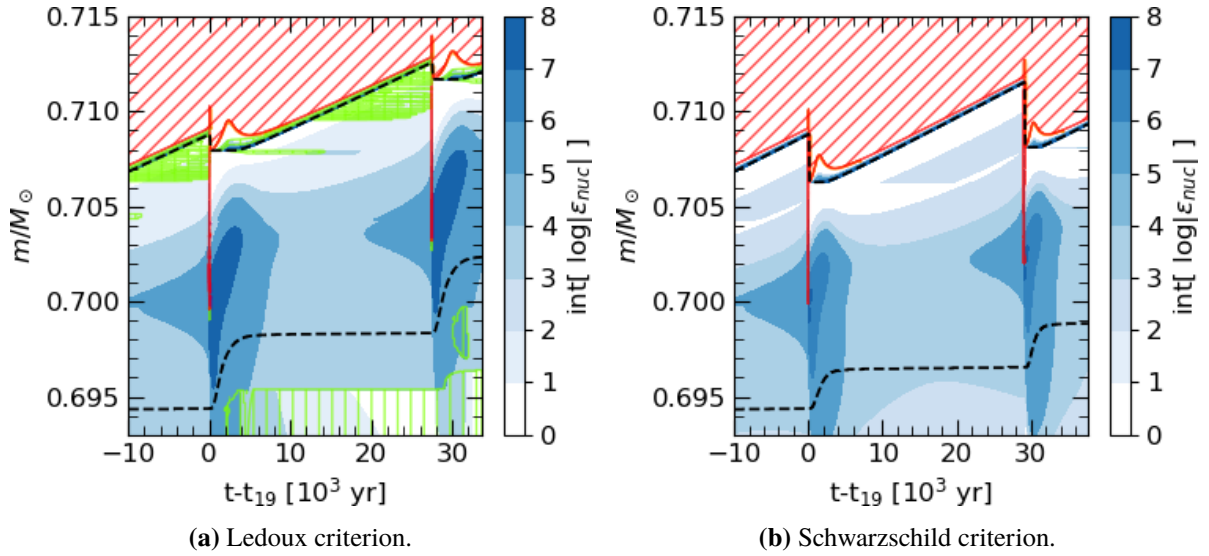 0.715
0.710
0.705
0.700
0.695
m/M⊙
−10 0 10 20 30
t-t₁₉ [10³ yr]
8
7
6
5
4
3
2
1
0
int[ log|ε_nuc| ]
(a) Ledoux criterion.
0.715
0.710
0.705
0.700
0.695
m/M⊙
−10 0 10 20 30
t-t₁₉ [10³ yr]
8
7
6
5
4
3
2
1
0
int[ log|ε_nuc| ]
(b) Schwarzschild criterion.